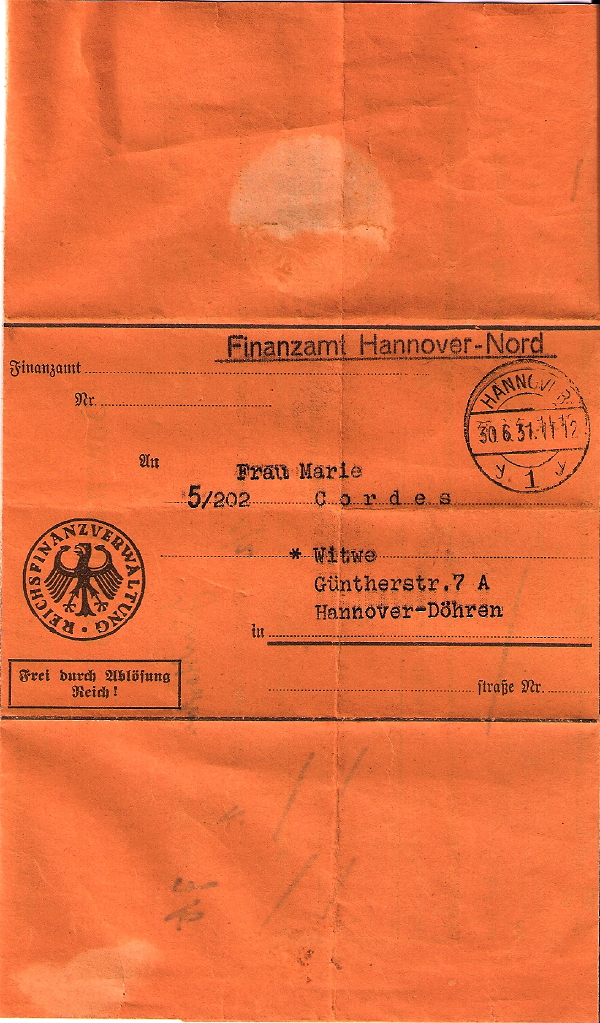 Finanzamt Hannover-Nord
Finanzamt
Nr.
HANNOVER
30.6.31.11-12
y 1 y
An
Frau Marie
5/202 Cordes
* Witwe
Güntherstr.7 A
Hannover-Döhren
in
REICHSFINANZVERWALTUNG
Frei durch Ablösung
Reich!
straße Nr.